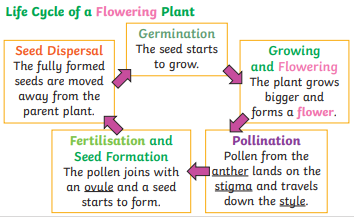 Life Cycle of a Flowering Plant
Germination
The seed starts
to grow.
Growing
and Flowering
The plant grows
bigger and
forms a flower.
Pollination
Pollen from the
anther lands on the
stigma and travels
down the style.
Fertilisation and
Seed Formation
The pollen joins with
an ovule and a seed
starts to form.
Seed Dispersal
The fully formed
seeds are moved
away from the
parent plant.